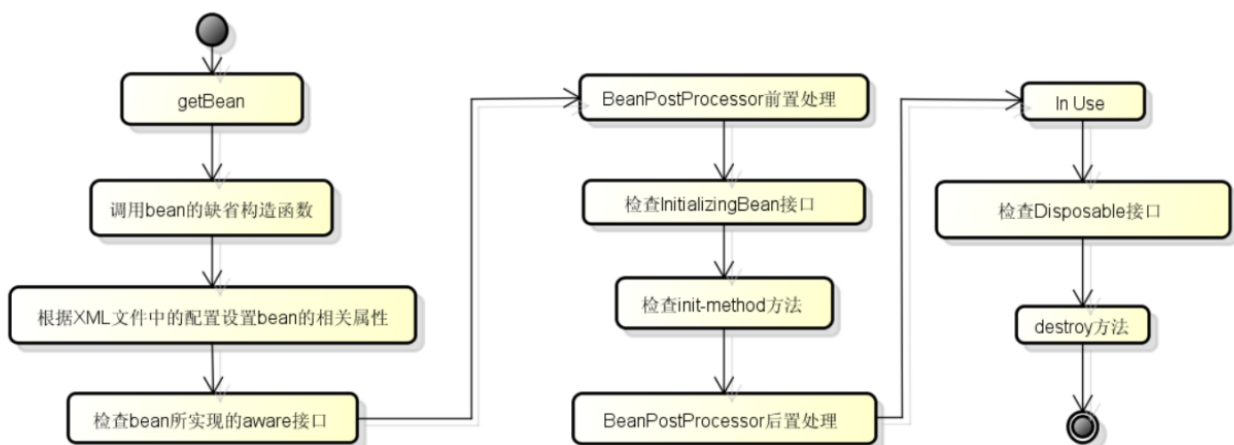 getBean
调用bean的缺省构造函数
根据XML文件中的配置设置bean的相关属性
检查bean所实现的aware接口
BeanPostProcessor前置处理
检查InitializingBean接口
检查init-method方法
BeanPostProcessor后置处理
In Use
检查Disposable接口
destroy方法